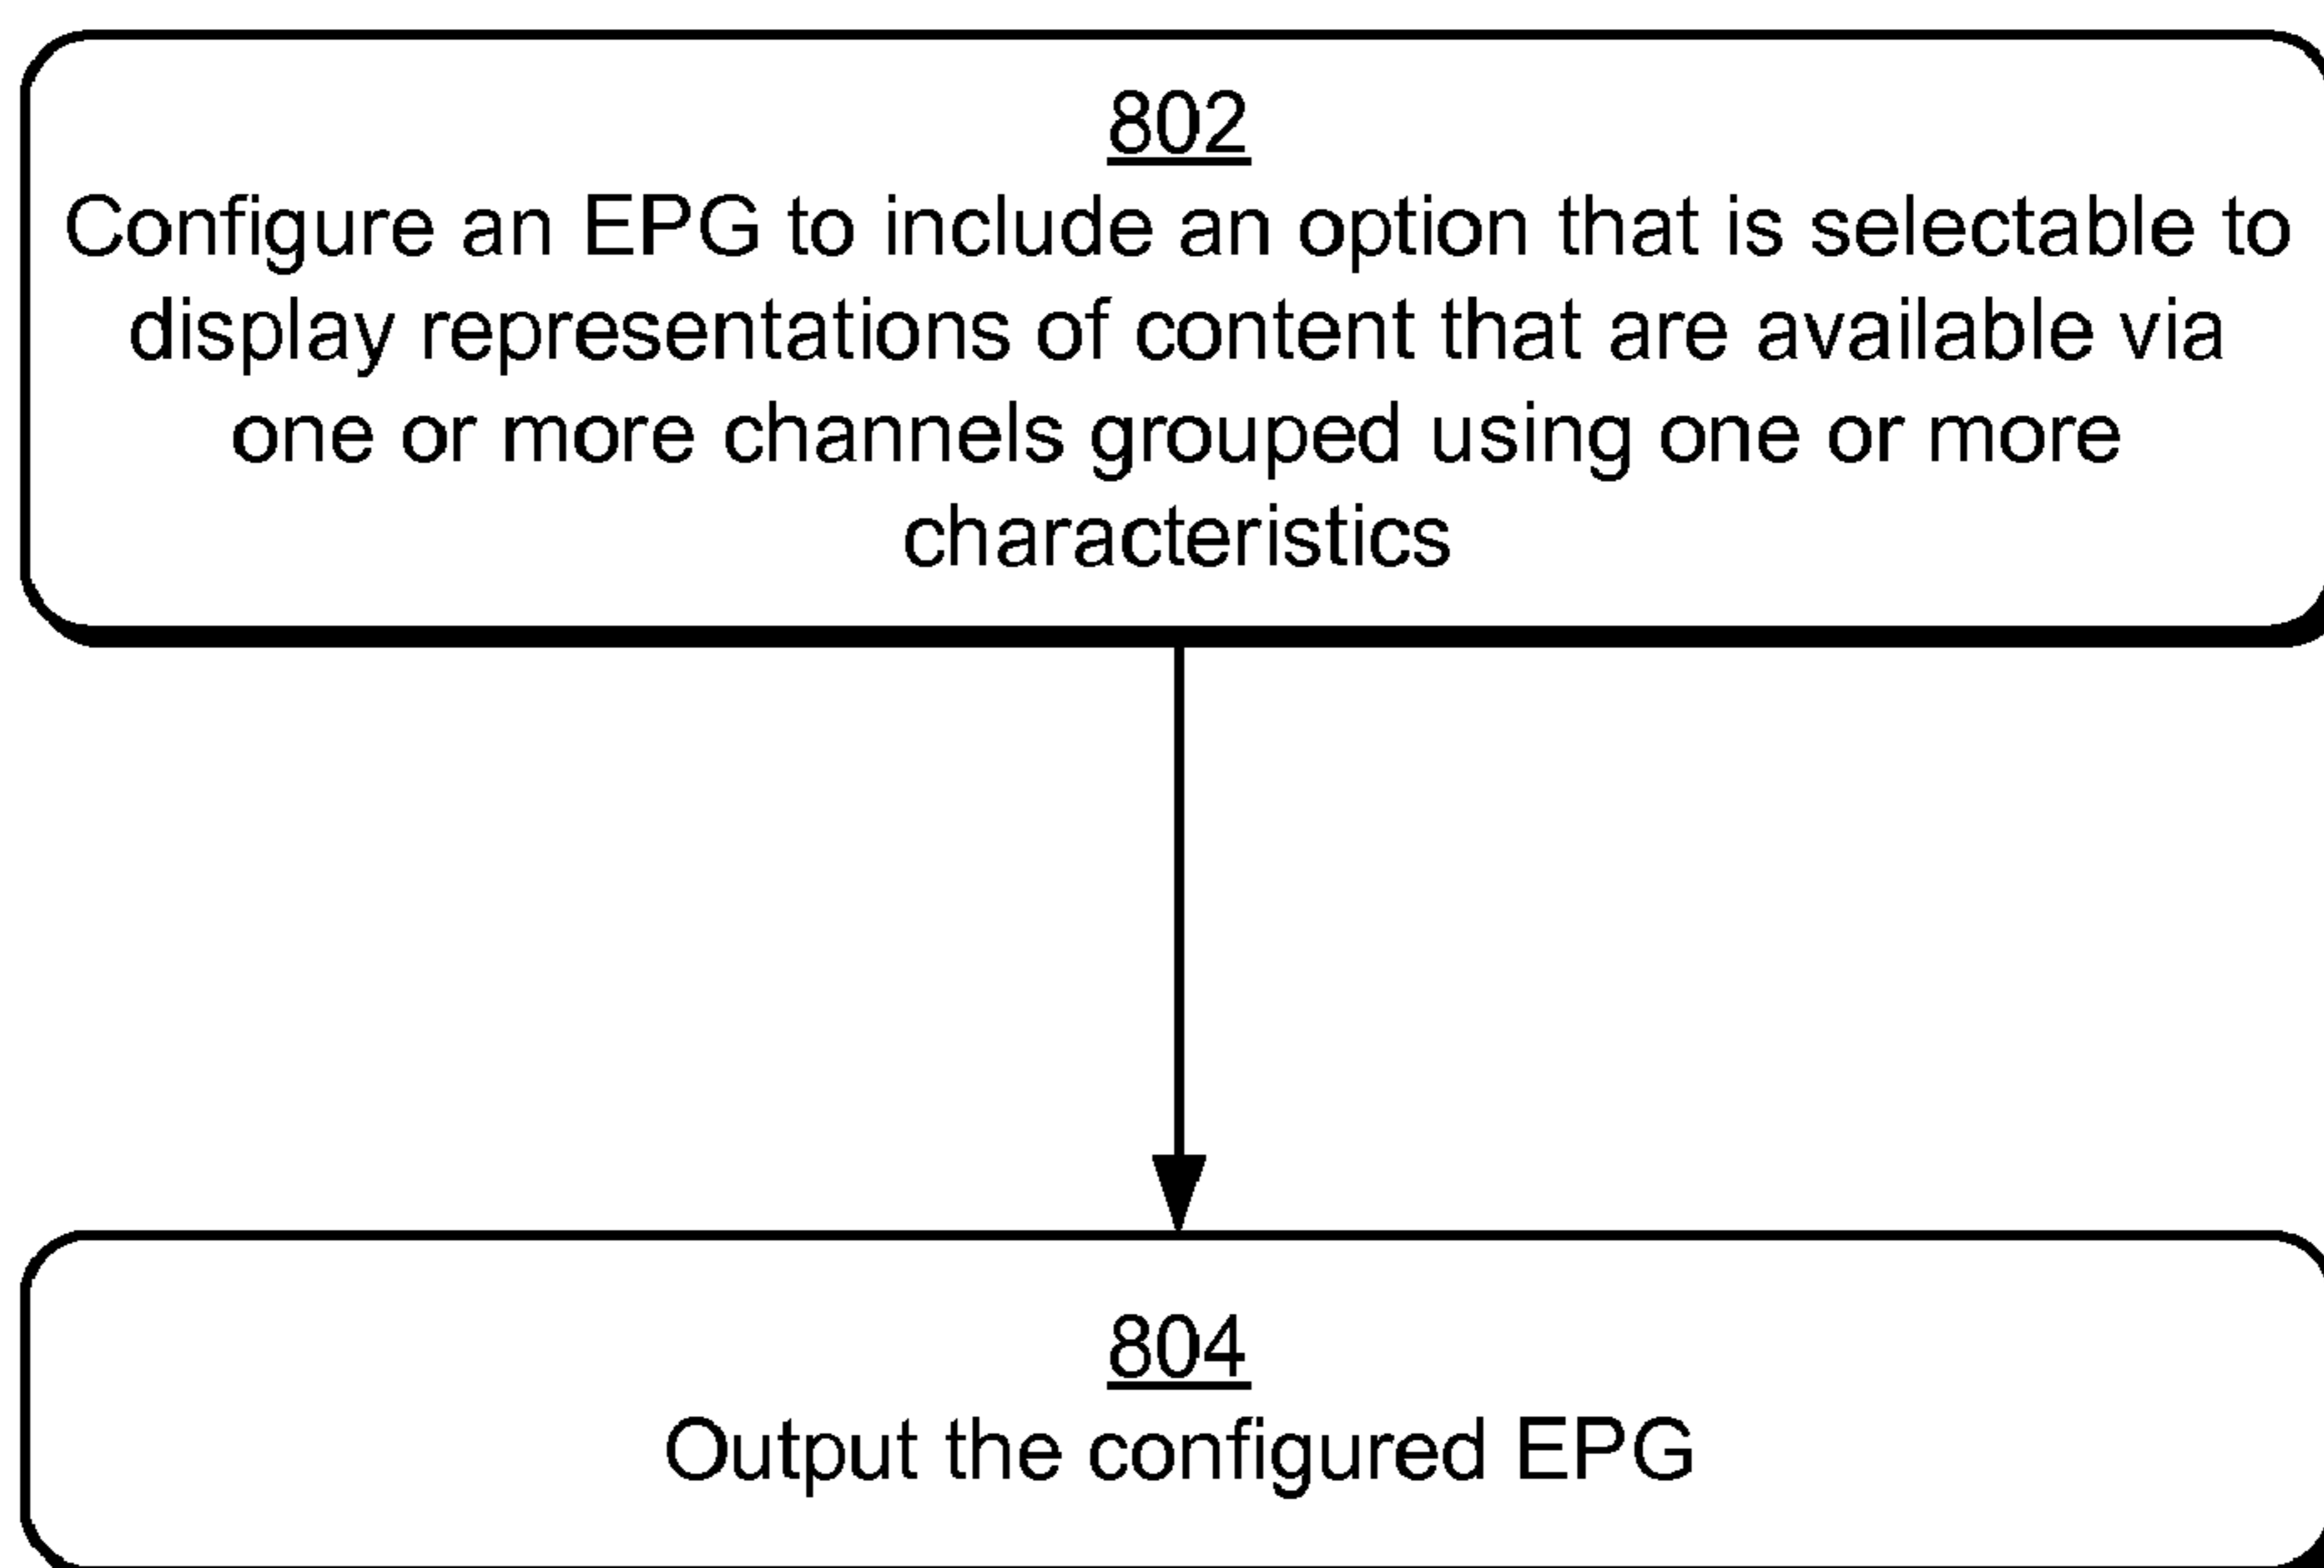 802
Configure an EPG to include an option that is selectable to
display representations of content that are available via
one or more channels grouped using one or more
characteristics
804
Output the configured EPG